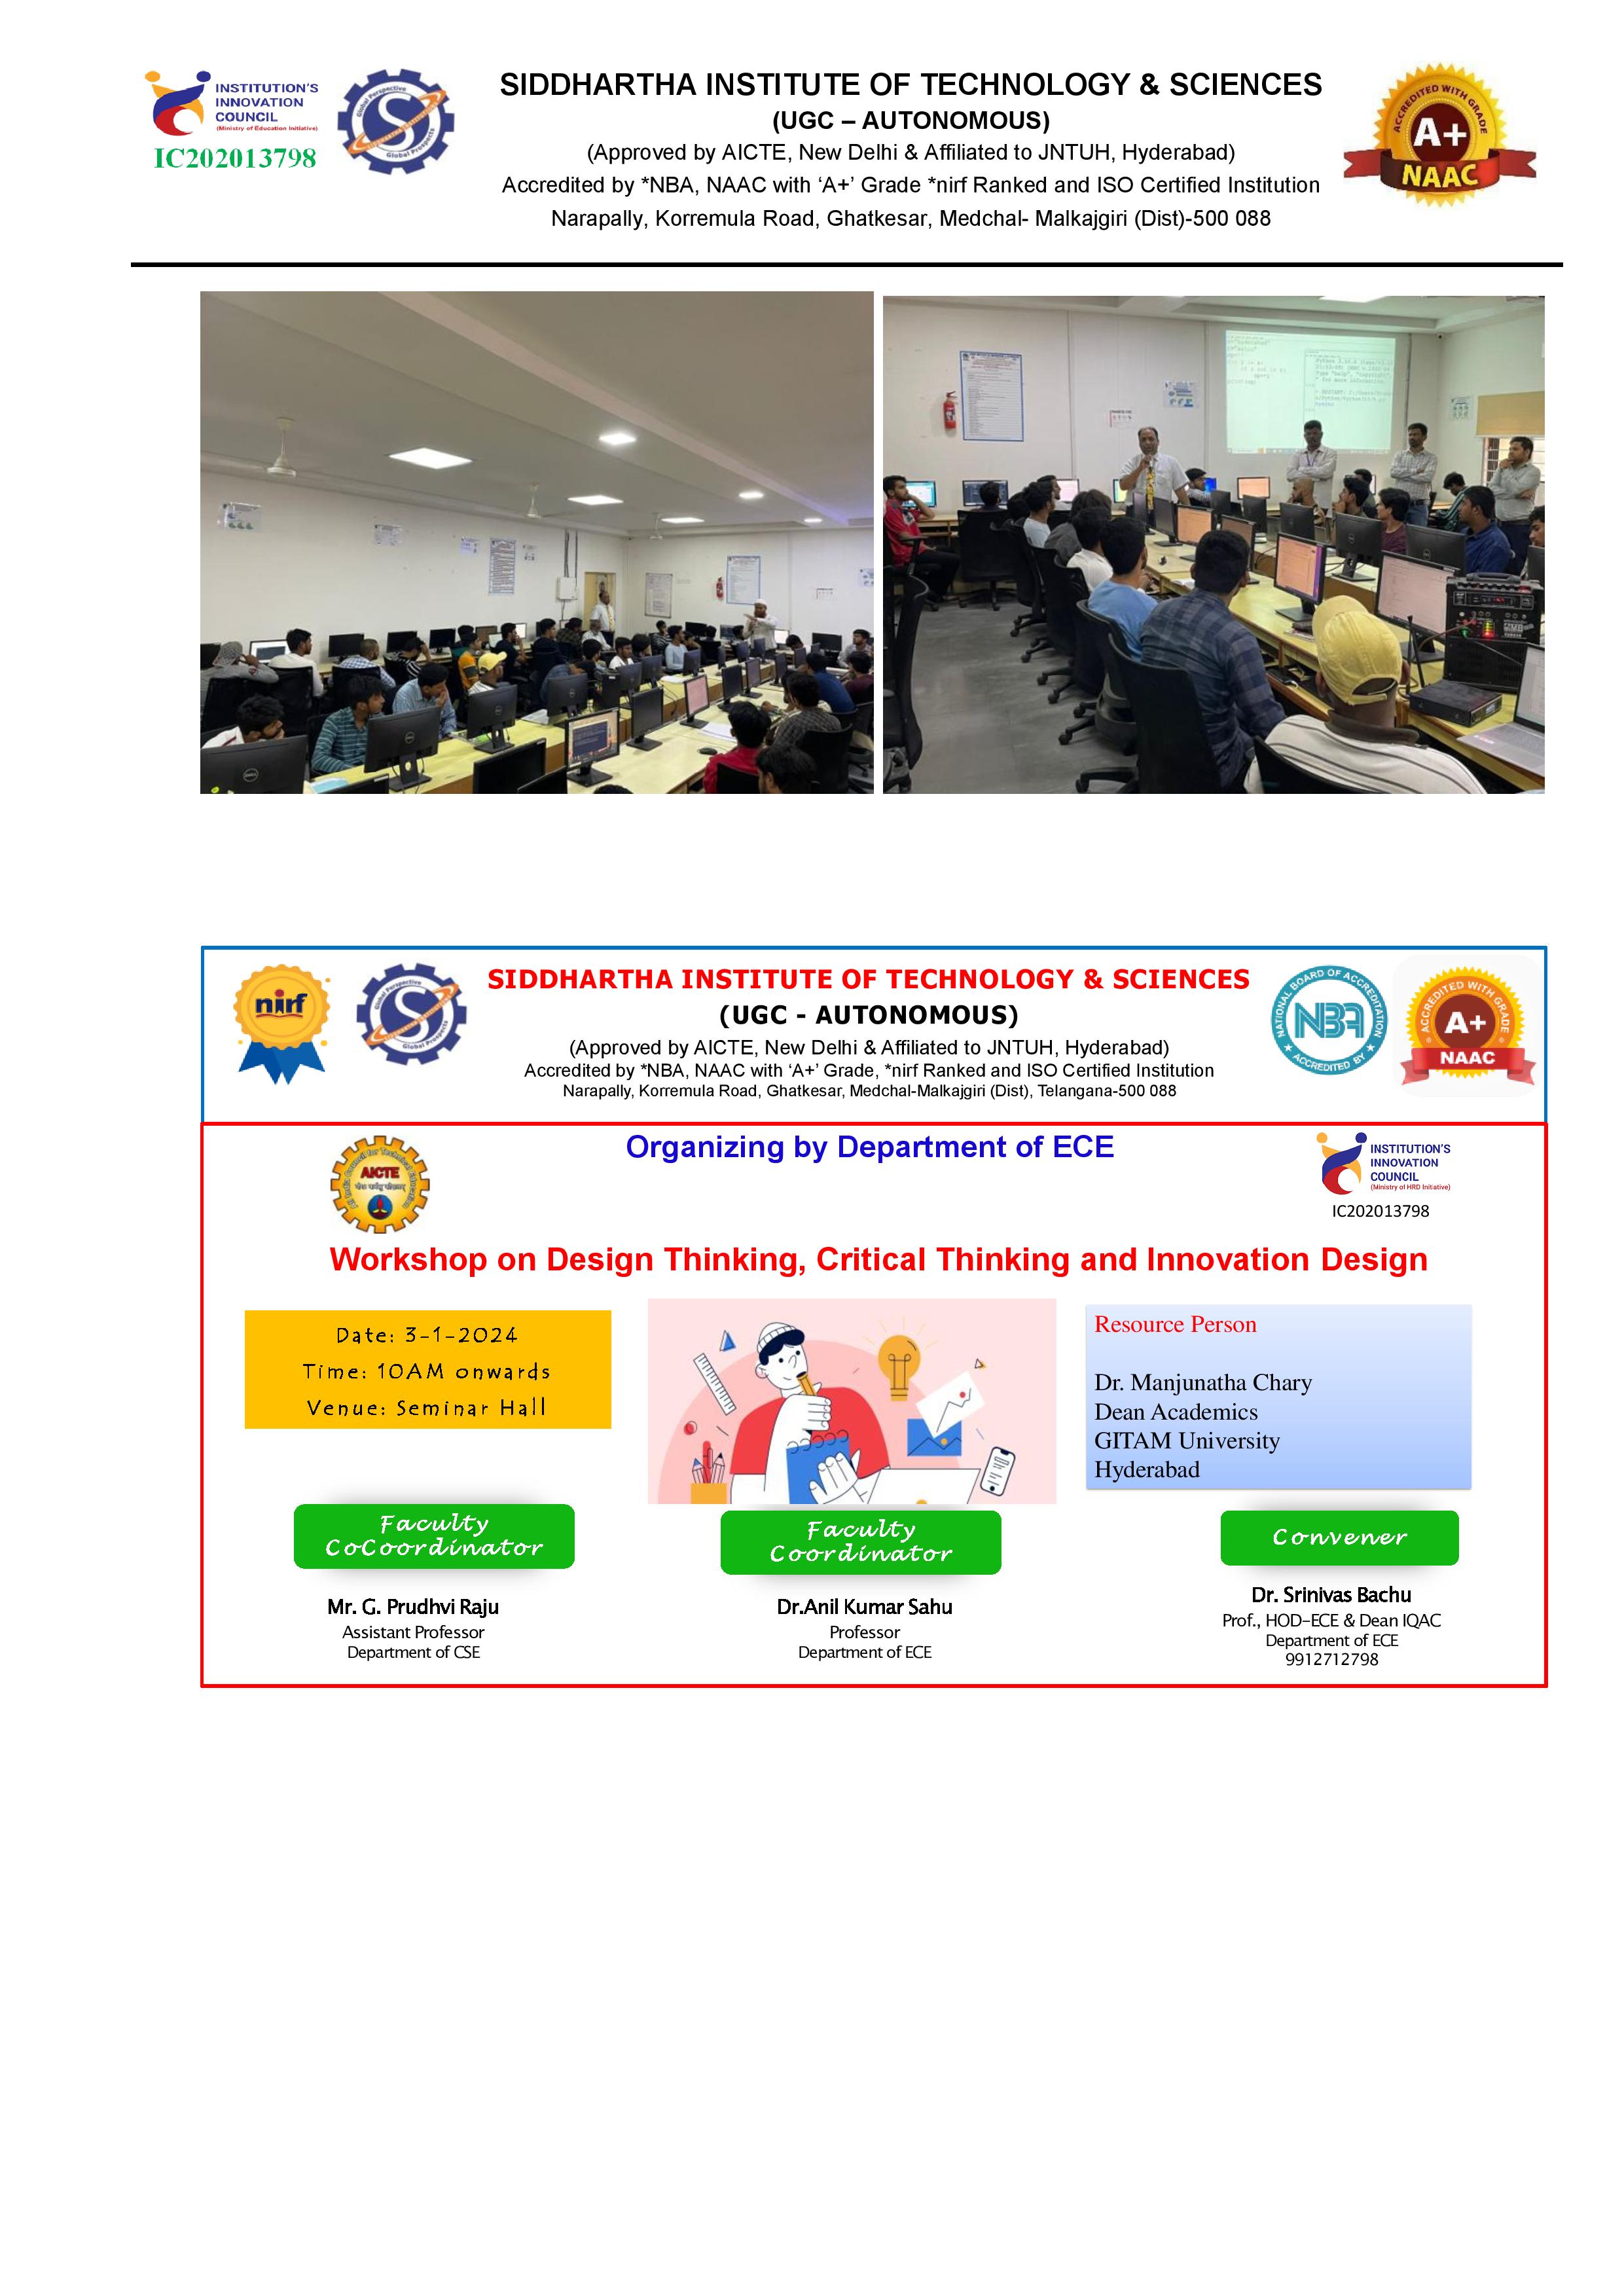 INSTITUTION'S
INNOVATION
COUNCIL
(Ministry of Education Initiative)
IC202013798
Global Perspective
S
Global Prospects
SIDDHARTHA INSTITUTE OF TECHNOLOGY & SCIENCES
(UGC – AUTONOMOUS)
(Approved by AICTE, New Delhi & Affiliated to JNTUH, Hyderabad)
Accredited by *NBA, NAAC with ‘A+’ Grade *nirf Ranked and ISO Certified Institution
Narapally, Korremula Road, Ghatkesar, Medchal- Malkajgiri (Dist)-500 088
ACCREDITED WITH GRADE
A+
NAAC
nirf
Global Perspective
S
Global Prospects
SIDDHARTHA INSTITUTE OF TECHNOLOGY & SCIENCES
(UGC - AUTONOMOUS)
(Approved by AICTE, New Delhi & Affiliated to JNTUH, Hyderabad)
Accredited by *NBA, NAAC with ‘A+’ Grade, *nirf Ranked and ISO Certified Institution
Narapally, Korremula Road, Ghatkesar, Medchal-Malkajgiri (Dist), Telangana-500 088
NATIONAL BOARD OF ACCREDITATION
NBA
ACCREDITED BY
ACCREDITED WITH GRADE
A+
NAAC
AICTE
Organizing by Department of ECE
INSTITUTION'S
INNOVATION
COUNCIL
(Ministry of HRD Initiative)
IC202013798
Workshop on Design Thinking, Critical Thinking and Innovation Design
Date: 3-1-2024
Time: 10AM onwards
Venue: Seminar Hall
Resource Person
Dr. Manjunatha Chary
Dean Academics
GITAM University
Hyderabad
Faculty
CoCoordinator
Mr. G. Prudhvi Raju
Assistant Professor
Department of CSE
Faculty
Coordinator
Dr.Anil Kumar Sahu
Professor
Department of ECE
Convener
Dr. Srinivas Bachu
Prof., HOD-ECE & Dean IQAC
Department of ECE
9912712798